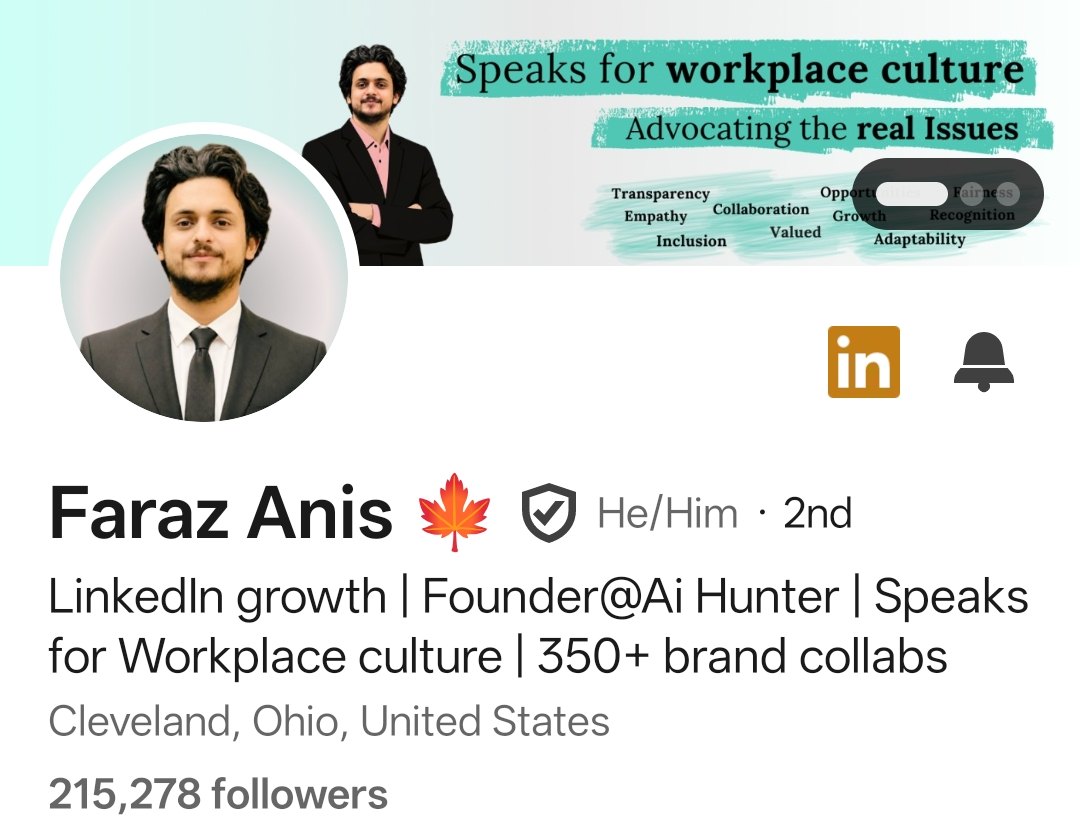 Speaks for workplace culture
Advocating the real Issues
Transparency
Opportunities
Fairness
Empathy
Collaboration
Growth
Recognition
Valued
Inclusion
Adaptability
in
Faraz Anis 🍁 He/Him · 2nd
LinkedIn growth | Founder@Ai Hunter | Speaks
for Workplace culture | 350+ brand collabs
Cleveland, Ohio, United States
215,278 followers